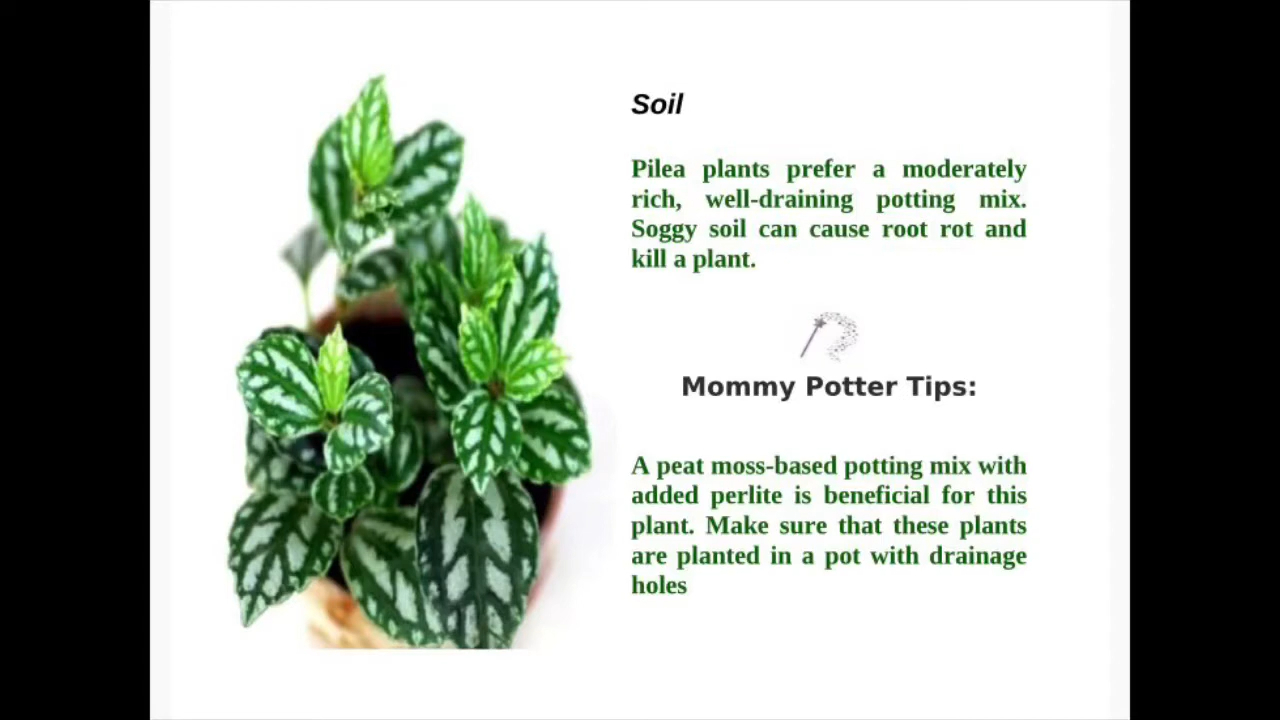 Soil
Pilea plants prefer a moderately
rich, well-draining potting mix.
Soggy soil can cause root rot and
kill a plant.
Mommy Potter Tips:
A peat moss-based potting mix with
added perlite is beneficial for this
plant. Make sure that these plants
are planted in a pot with drainage
holes